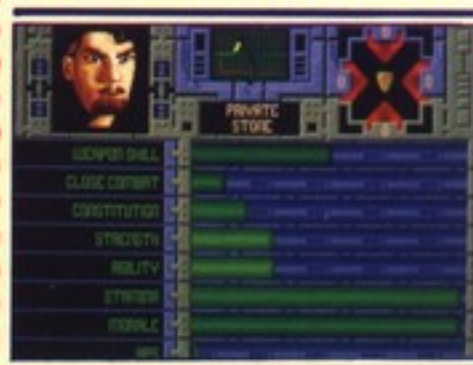 PRIVATE
STONE
WEAPON SKILL
CLOSE COMBAT
CONSTITUTION
STRENGTH
AGILITY
STAMINA
MORALE